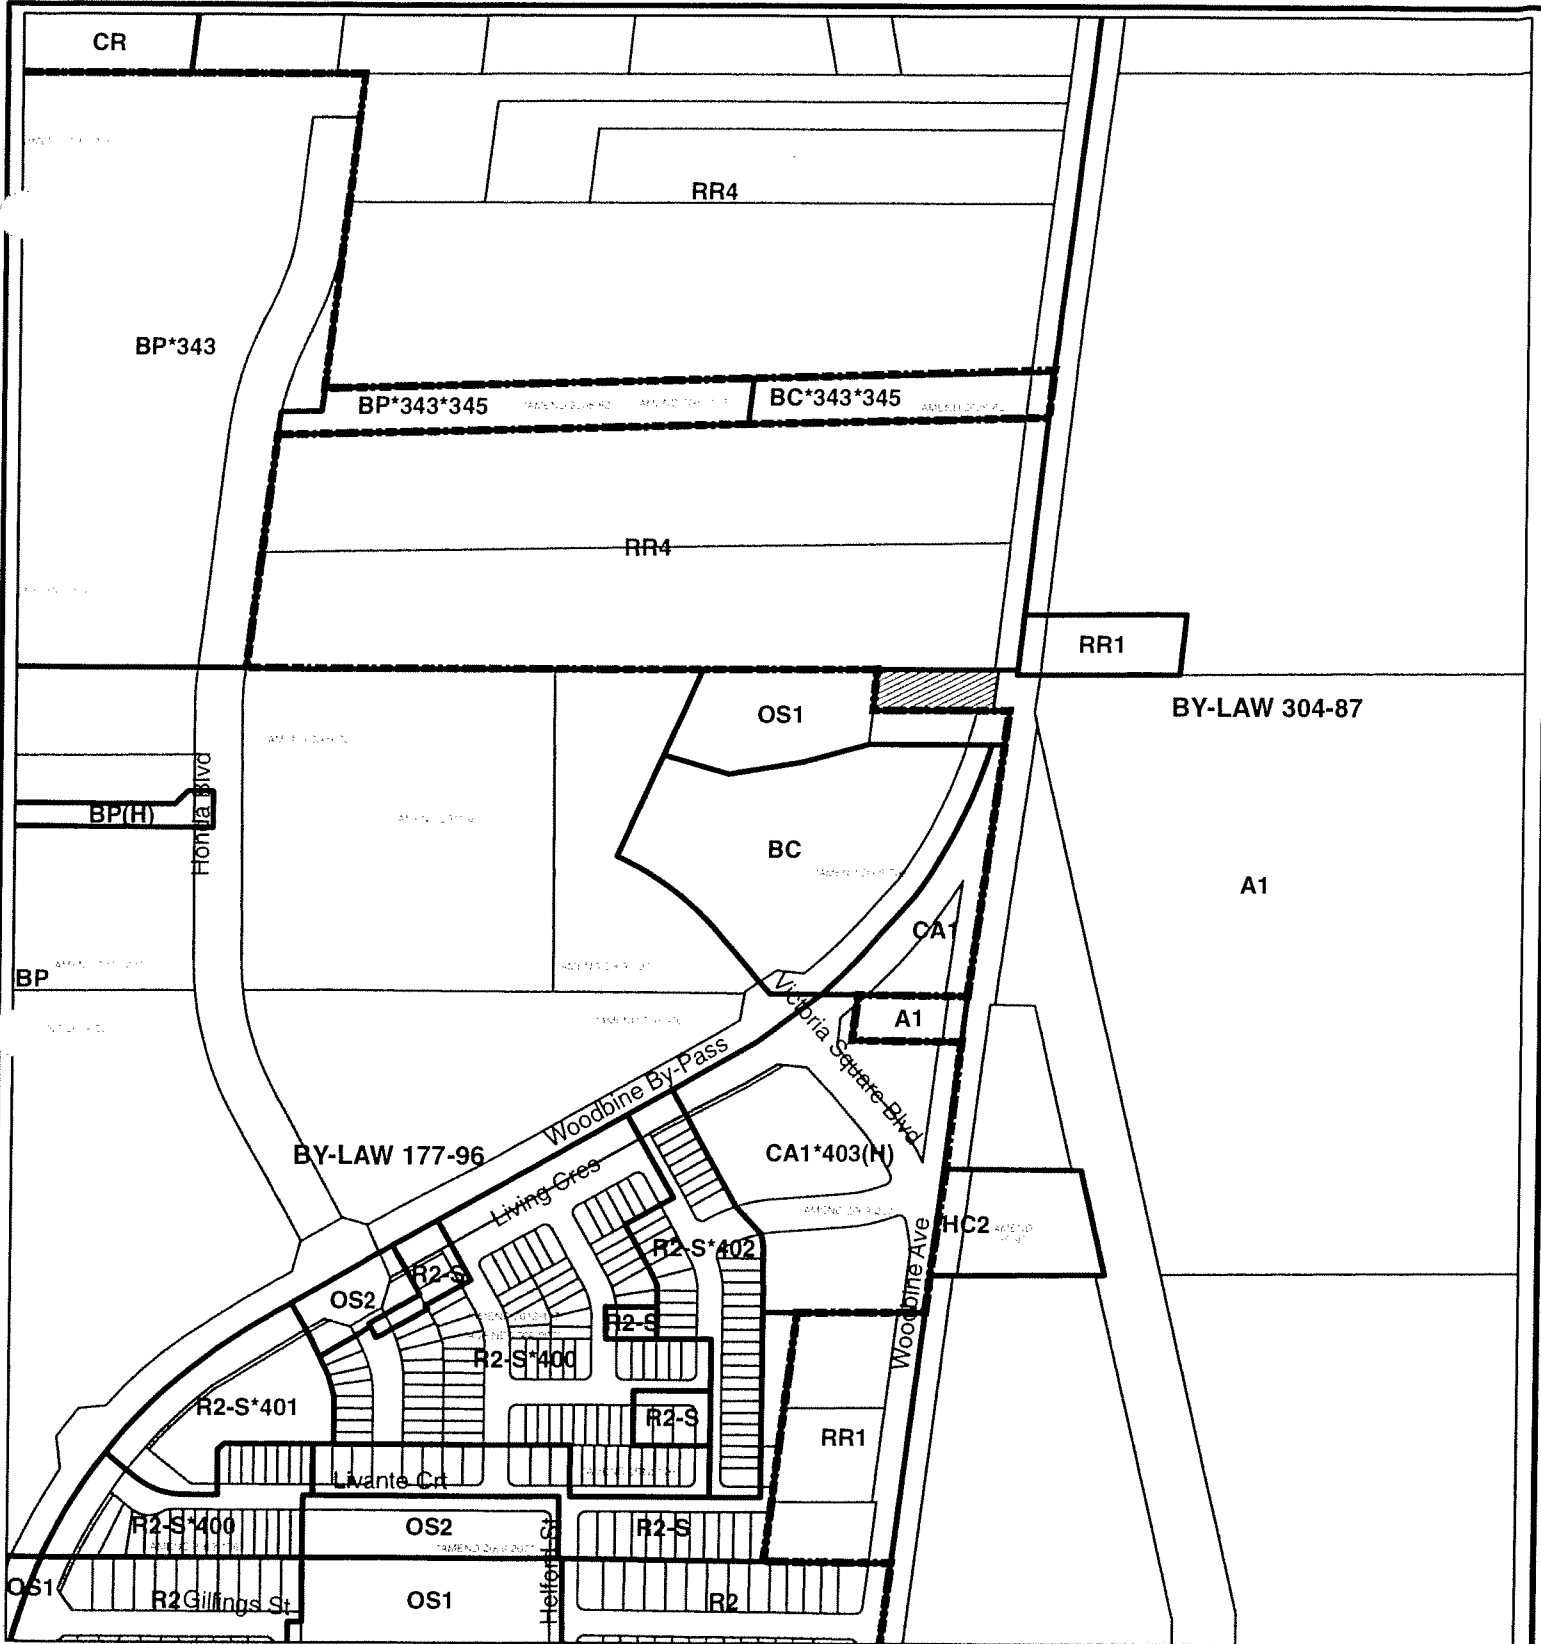 CR
RR4
BP*343
BP*343*345
BC*343*345
RR4
RR1
OS1
BY-LAW 304-87
Honda Blvd
BP(H)
BC
A1
CA1
BP
A1
Victoria Square Blvd
Woodbine By-Pass
BY-LAW 177-96
CA1*403(H)
Living Cres
HC2
R2-S*402
R2-S
OS2
Woodbine Ave
R2-S
R2-S*400
R2-S*401
R2-S
RR1
Livante Crt
R2-S*400
OS2
Helford St
R2-S
OS1
R2
Gillings St
OS1
R2